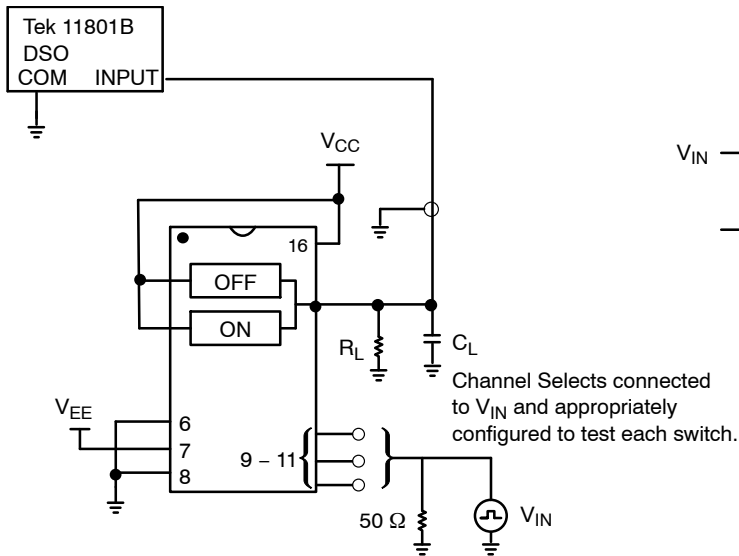 Tek 11801B
DSO
COM INPUT
V_CC
V_IN
16
OFF
ON
R_L
C_L
Channel Selects connected
to V_IN and appropriately
configured to test each switch.
V_EE
6
7
8
9 – 11
50 Ω
V_IN